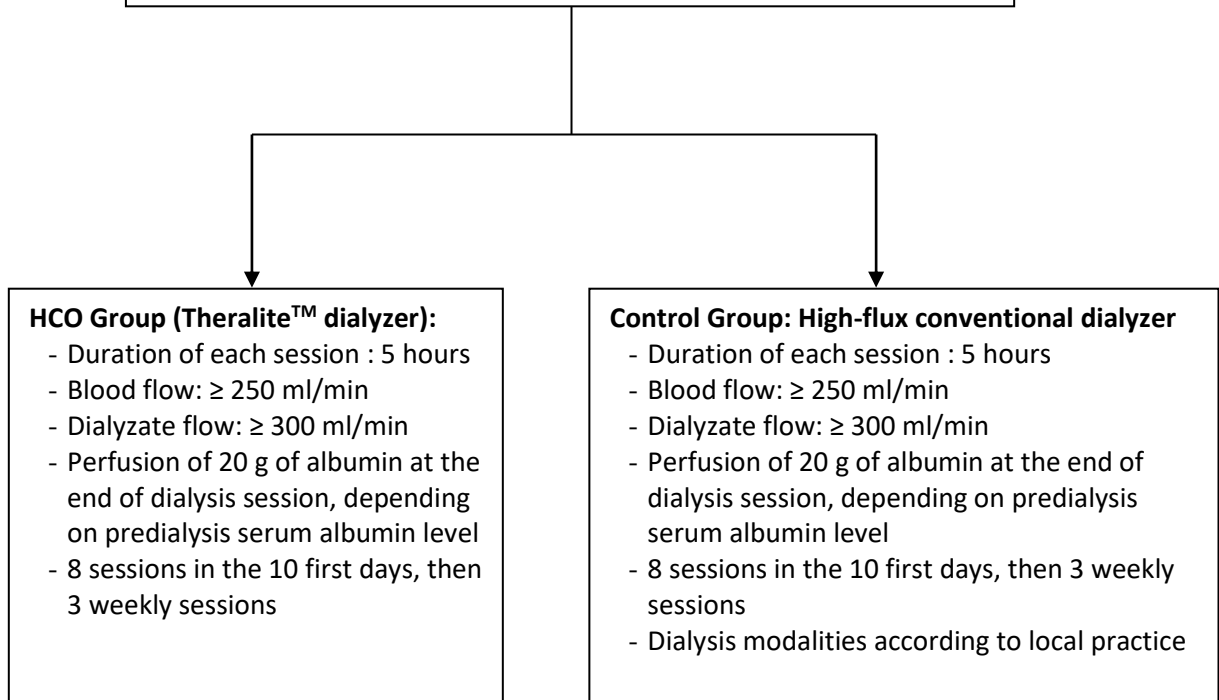 HCO Group (Theralite™ dialyzer):
- Duration of each session : 5 hours
- Blood flow: ≥ 250 ml/min
- Dialyzate flow: ≥ 300 ml/min
- Perfusion of 20 g of albumin at the
end of dialysis session, depending
on predialysis serum albumin level
- 8 sessions in the 10 first days, then
3 weekly sessions
Control Group: High-flux conventional dialyzer
- Duration of each session : 5 hours
- Blood flow: ≥ 250 ml/min
- Dialyzate flow: ≥ 300 ml/min
- Perfusion of 20 g of albumin at the end of
dialysis session, depending on predialysis
serum albumin level
- 8 sessions in the 10 first days, then 3 weekly
sessions
- Dialysis modalities according to local practice